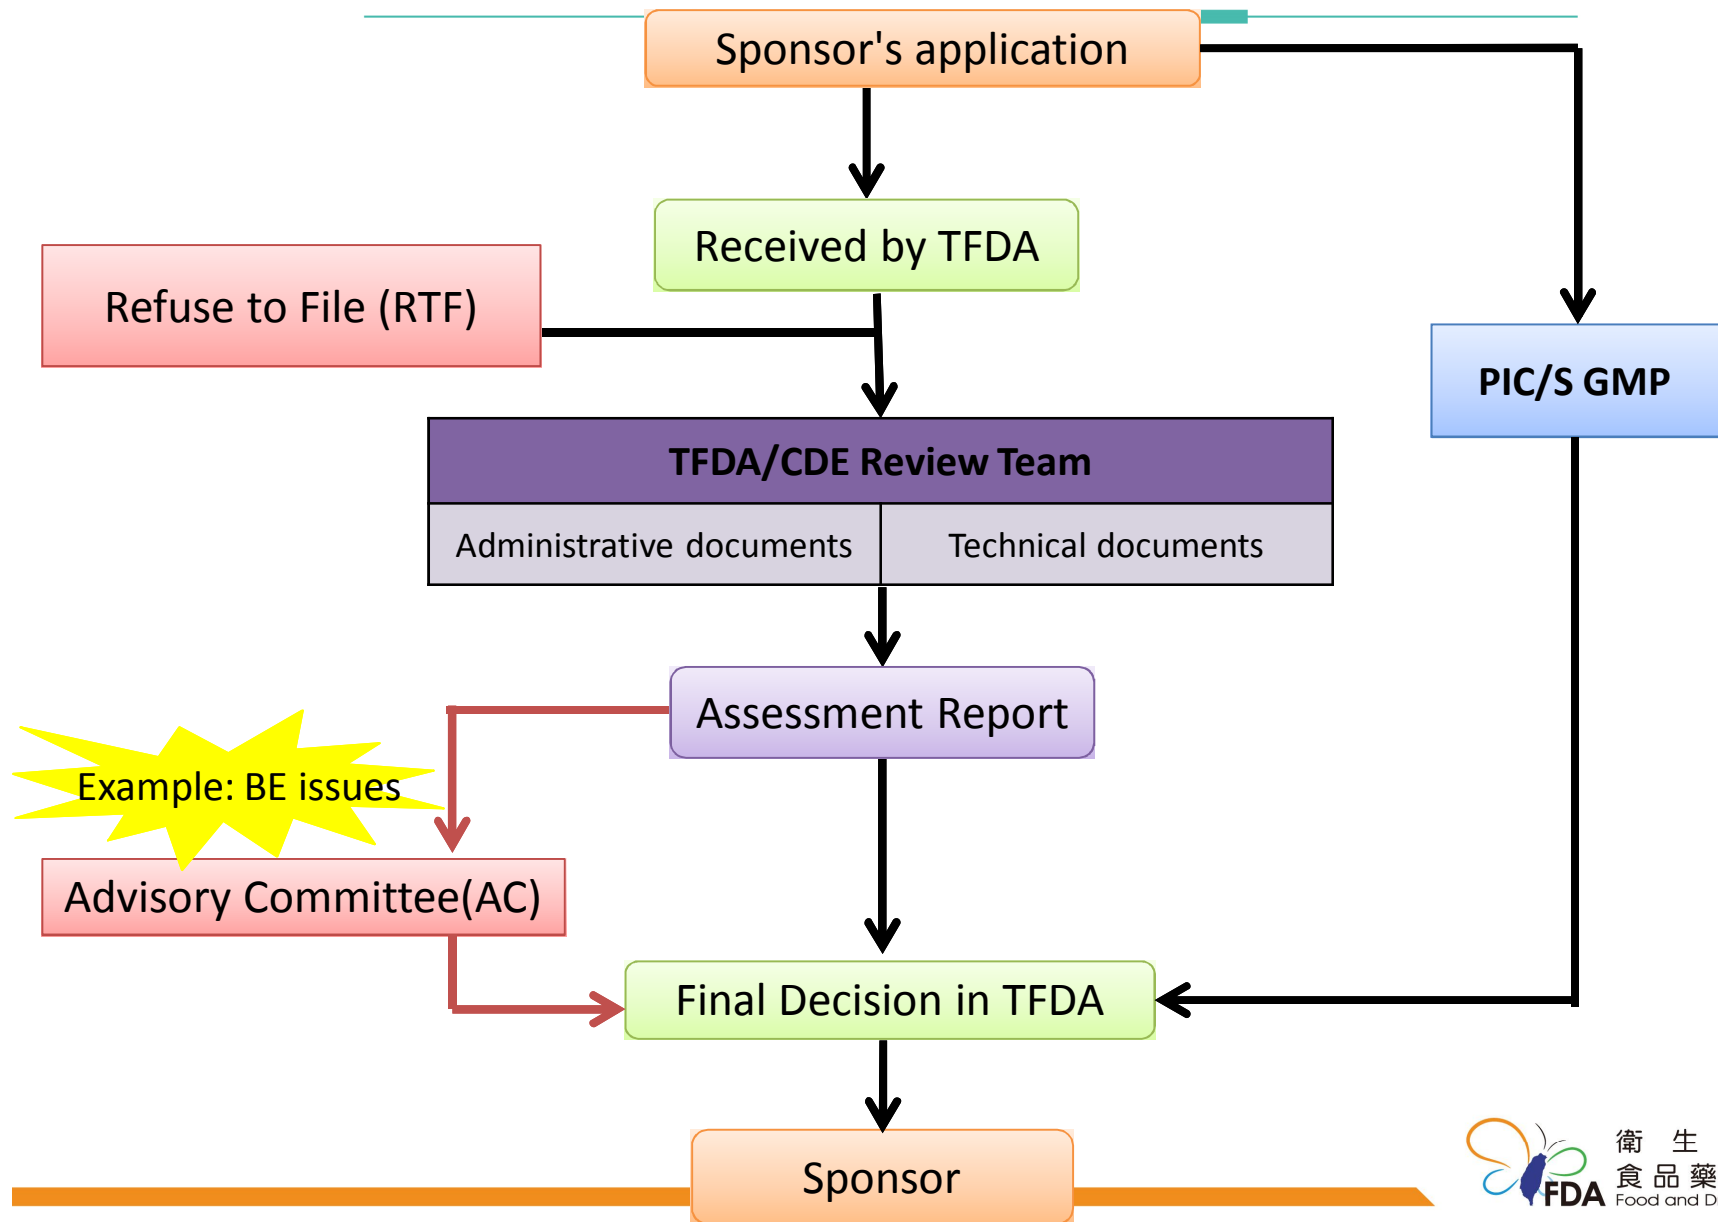 Sponsor's application
Received by TFDA
Refuse to File (RTF)
PIC/S GMP
TFDA/CDE Review Team
Administrative documents
Technical documents
Assessment Report
Example: BE issues
Advisory Committee(AC)
Final Decision in TFDA
Sponsor
衛 生
食品藥
FDA Food and D